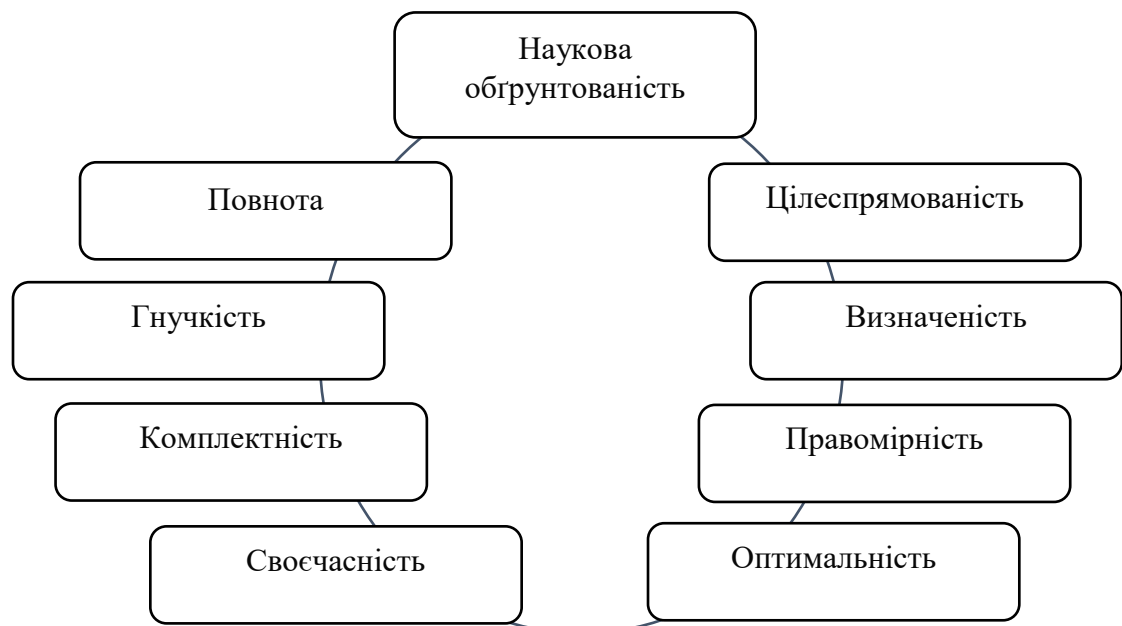 Наукова
обґрунтованість
Повнота
Цілеспрямованість
Гнучкість
Визначеність
Комплектність
Правомірність
Своєчасність
Оптимальність